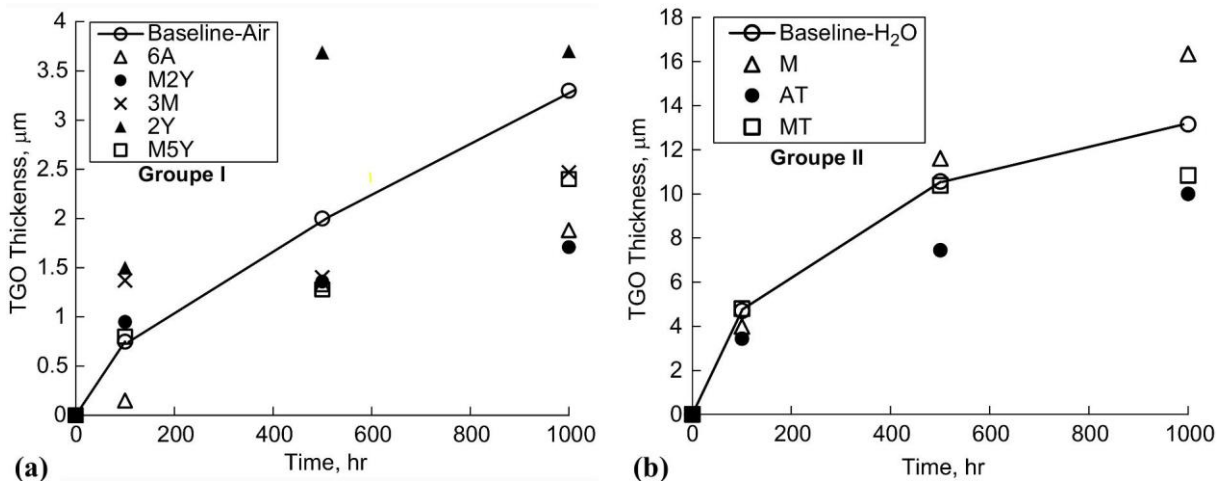 4
3.5
3
2.5
2
1.5
1
0.5
0
TGO Thickenss, μm
Baseline-Air
6A
M2Y
3M
2Y
M5Y
Groupe I
0 200 400 600 800 1000
Time, hr
(a)
18
16
14
12
10
8
6
4
2
0
TGO Thickness, μm
Baseline-H₂O
M
AT
MT
Groupe II
0 200 400 600 800 1000
Time, hr
(b)